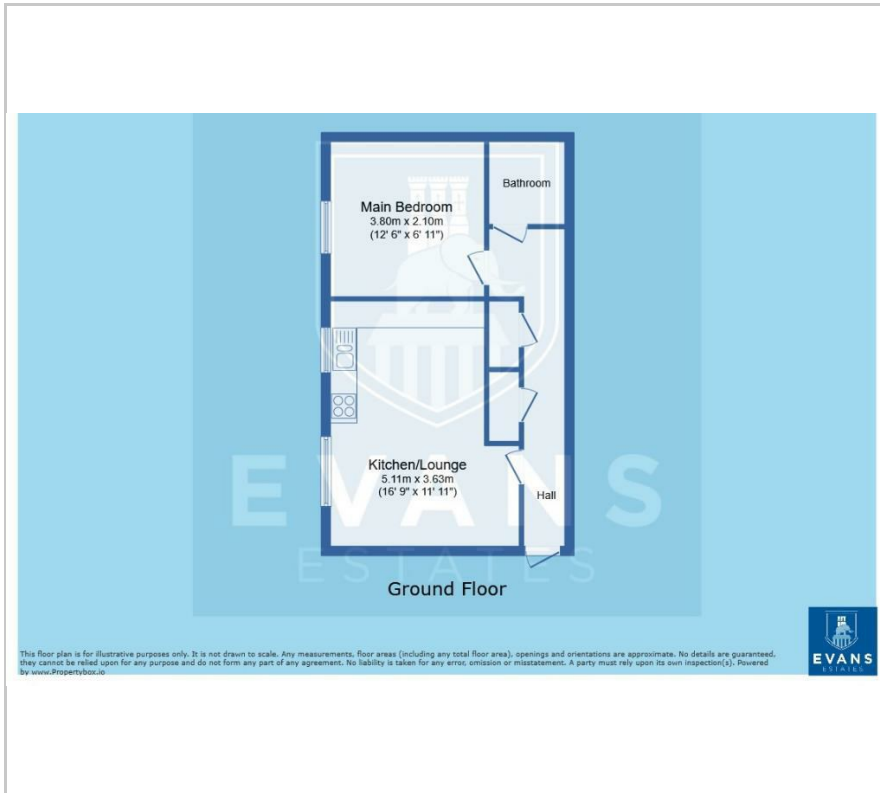 Bathroom
Main Bedroom
3.80m x 2.10m
(12' 6" x 6' 11")
Kitchen/Lounge
5.11m x 3.63m
(16' 9" x 11' 11")
Hall
EVANS
ESTATES
Ground Floor
This floor plan is for illustrative purposes only. It is not drawn to scale. Any measurements, floor areas (including any total floor area), openings and orientations are approximate. No details are guaranteed,
they cannot be relied upon for any purpose and do not form any part of any agreement. No liability is taken for any error, omission or misstatement. A party must rely upon its own inspection(s). Powered
by www.Propertybox.io
EVANS
ESTATES